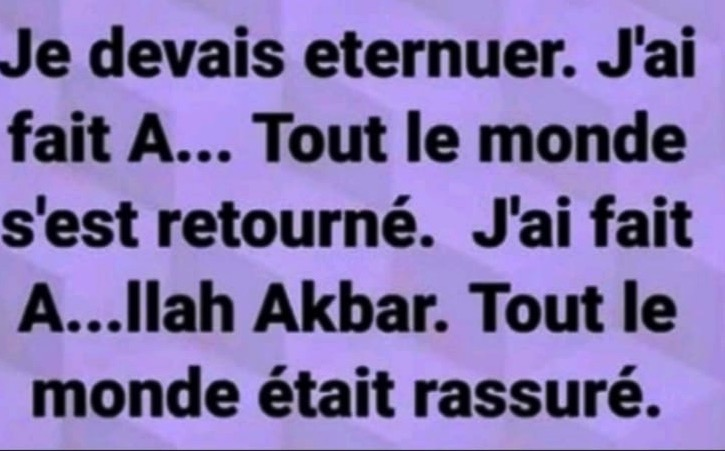 Je devais eternuer. J'ai
fait A... Tout le monde
s'est retourné. J'ai fait
A...llah Akbar. Tout le
monde était rassuré.